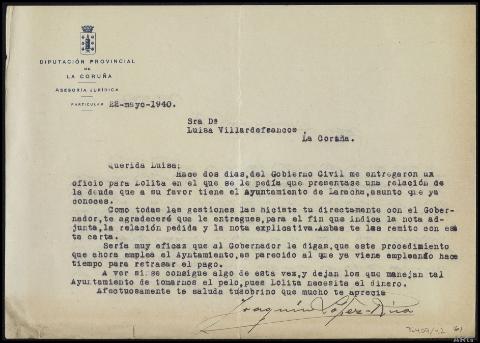 DIPUTACIÓN PROVINCIAL
DE
LA CORUÑA
ASESORÍA JURÍDICA
PARTICULAR
22-mayo-1940.
Sra Dª
Luisa Villardefrancos
La Coruña.
Querida Luisa;
Hace dos días, del Gobierno Civil me entregaron un
oficio para Lolita en el que se le pedía que presentase una relación de
la deuda que a su favor tiene el Ayuntamiento de Laracha, asunto que ya
conoces.
Como todas las gestiones las hiciste tu directamente con el Gober-
nador, te agradeceré que le entregues, para el fin que indica la nota ad-
junta, la relación pedida y la nota explicativa. Ambas te las remito con es
ta carta.
Sería muy eficaz que al Gobernador le digas, que este procedimiento
que ahora emplea el Ayntamiento, es parecido al que ya viene empleando hace
tiempo para retrasar el pago.
A ver si se consigue algo de esta vez, y dejan los que manejan tal
Ayuntamiento de tomarnos el pelo, pues Lolita necesita el dinero.
Afectuosamente te saluda tu sobrino que mucho te aprecia
Joaquín López-Rúa